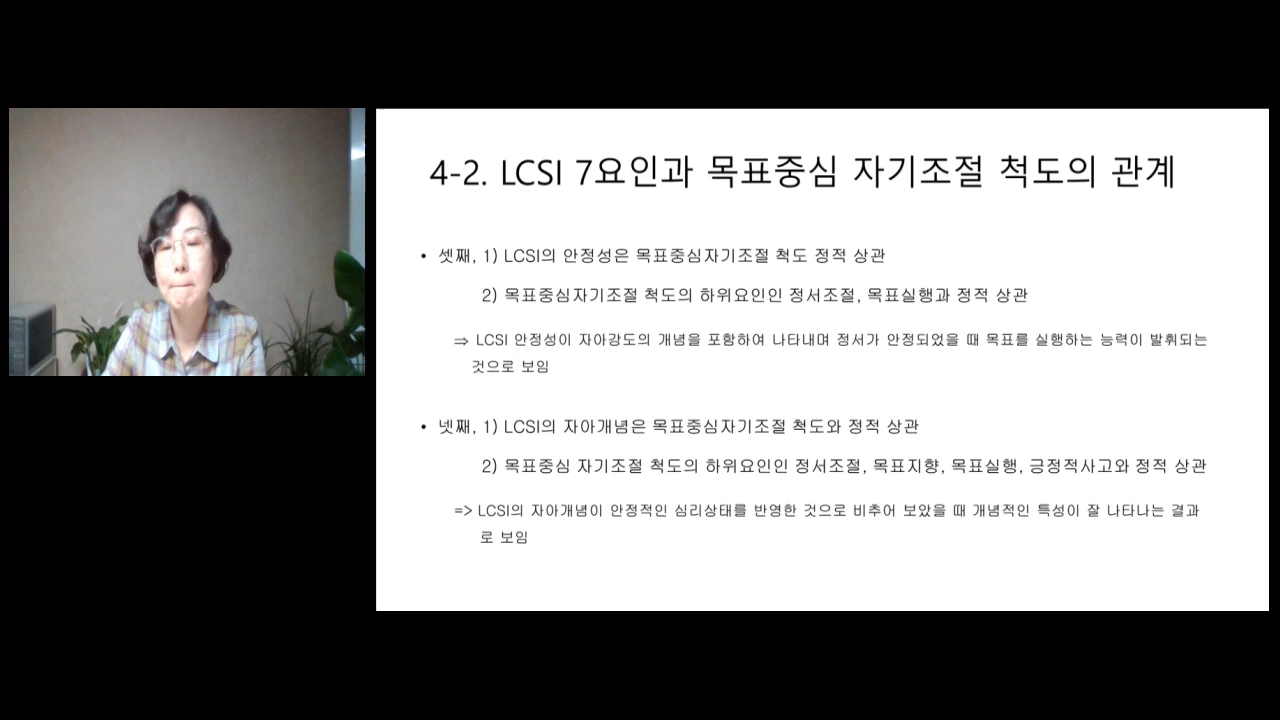 4-2. LCSI 7요인과 목표중심 자기조절 척도의 관계
• 셋째, 1) LCSI의 안정성은 목표중심자기조절 척도 정적 상관
2) 목표중심자기조절 척도의 하위요인인 정서조절, 목표실행과 정적 상관
⇒ LCSI 안정성이 자아강도의 개념을 포함하여 나타내며 정서가 안정되었을 때 목표를 실행하는 능력이 발휘되는
것으로 보임
• 넷째, 1) LCSI의 자아개념은 목표중심자기조절 척도와 정적 상관
2) 목표중심 자기조절 척도의 하위요인인 정서조절, 목표지향, 목표실행, 긍정적사고와 정적 상관
=> LCSI의 자아개념이 안정적인 심리상태를 반영한 것으로 비추어 보았을 때 개념적인 특성이 잘 나타나는 결과
로 보임